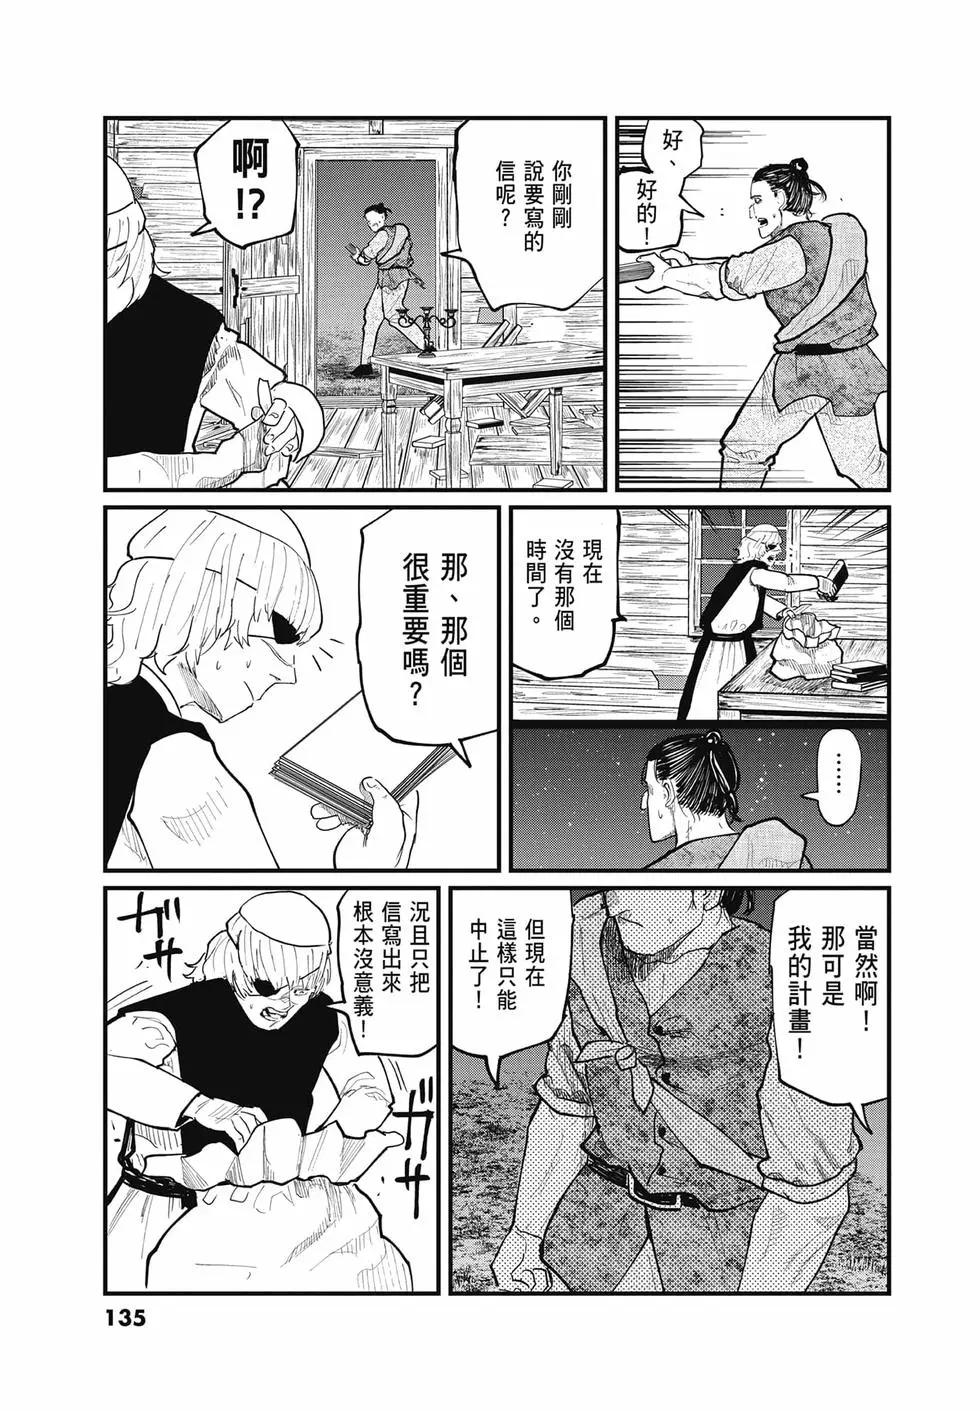 好、
好的！
你剛剛
說要寫的
信呢？
啊!?
現在
沒有那個
時間了。
……
那、那個
很重要嗎？
當然啊！
那可是
我的計畫！
但現在
這樣只能
中止了！
況且只把
信寫出來
根本沒意義！
ガサ
ガサ
135